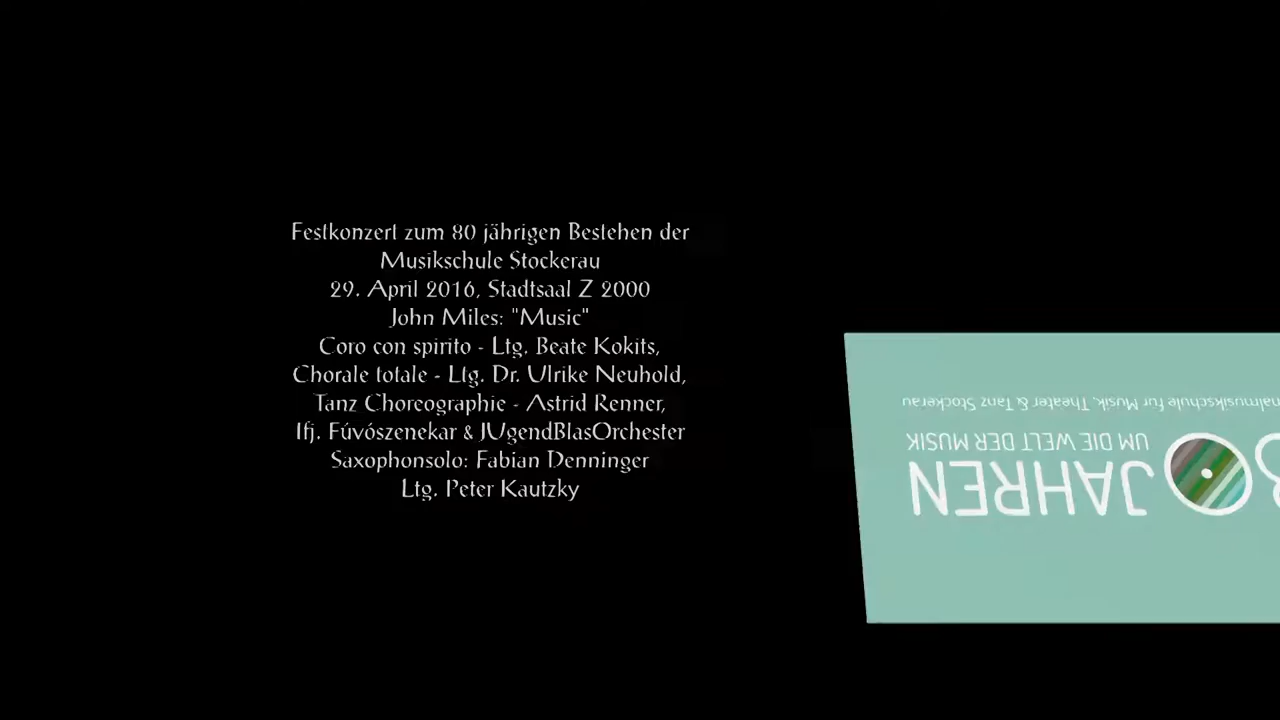 Festkonzert zum 80 jährigen Bestehen der
Musikschule Stockerau
29. April 2016, Stadtsaal Z 2000
John Miles: "Music"
Coro con spirito - Ltg. Beate Kokits,
Chorale totale - Ltg. Dr. Ulrike Neuhold,
Tanz Choreographie - Astrid Renner,
Ifj. Fúvószenekar & JUgendBlasOrchester
Saxophonsolo: Fabian Denninger
Ltg. Peter Kautzky
80 JAHREN
UM DIE WELT DER MUSIK
Musik, Theater & Tanz Stockerau